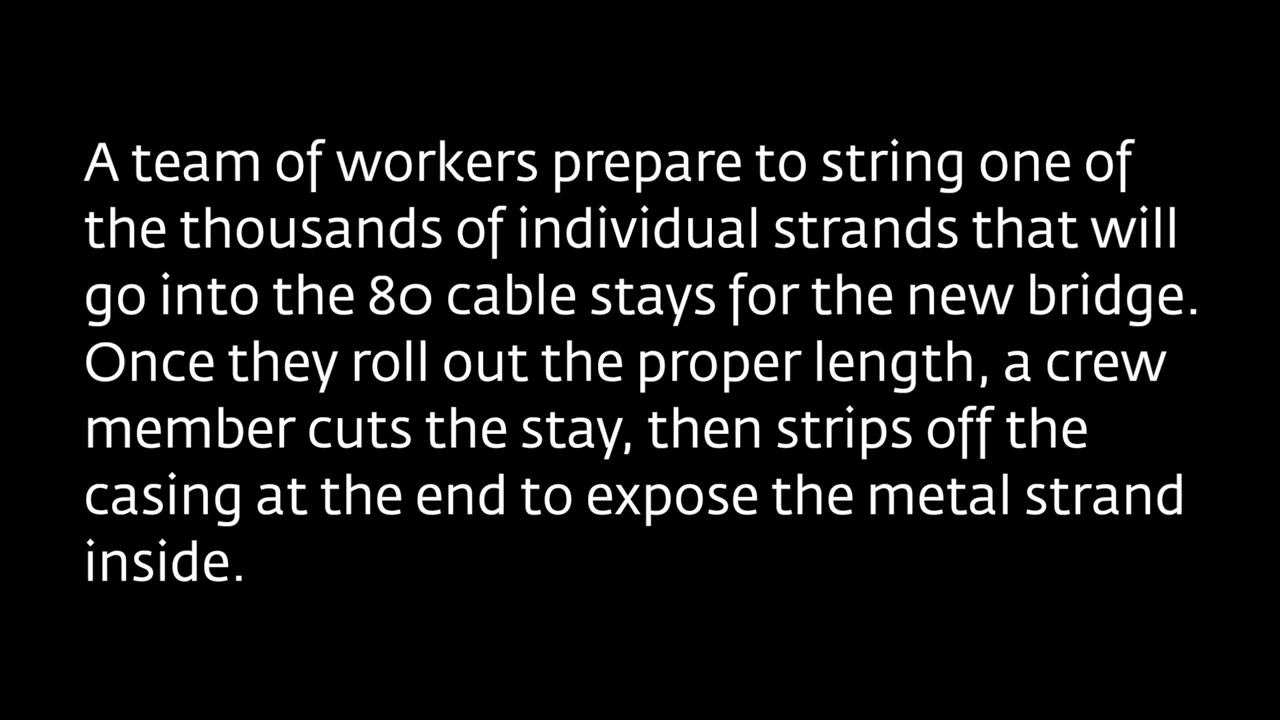 A team of workers prepare to string one of
the thousands of individual strands that will
go into the 80 cable stays for the new bridge.
Once they roll out the proper length, a crew
member cuts the stay, then strips off the
casing at the end to expose the metal strand
inside.